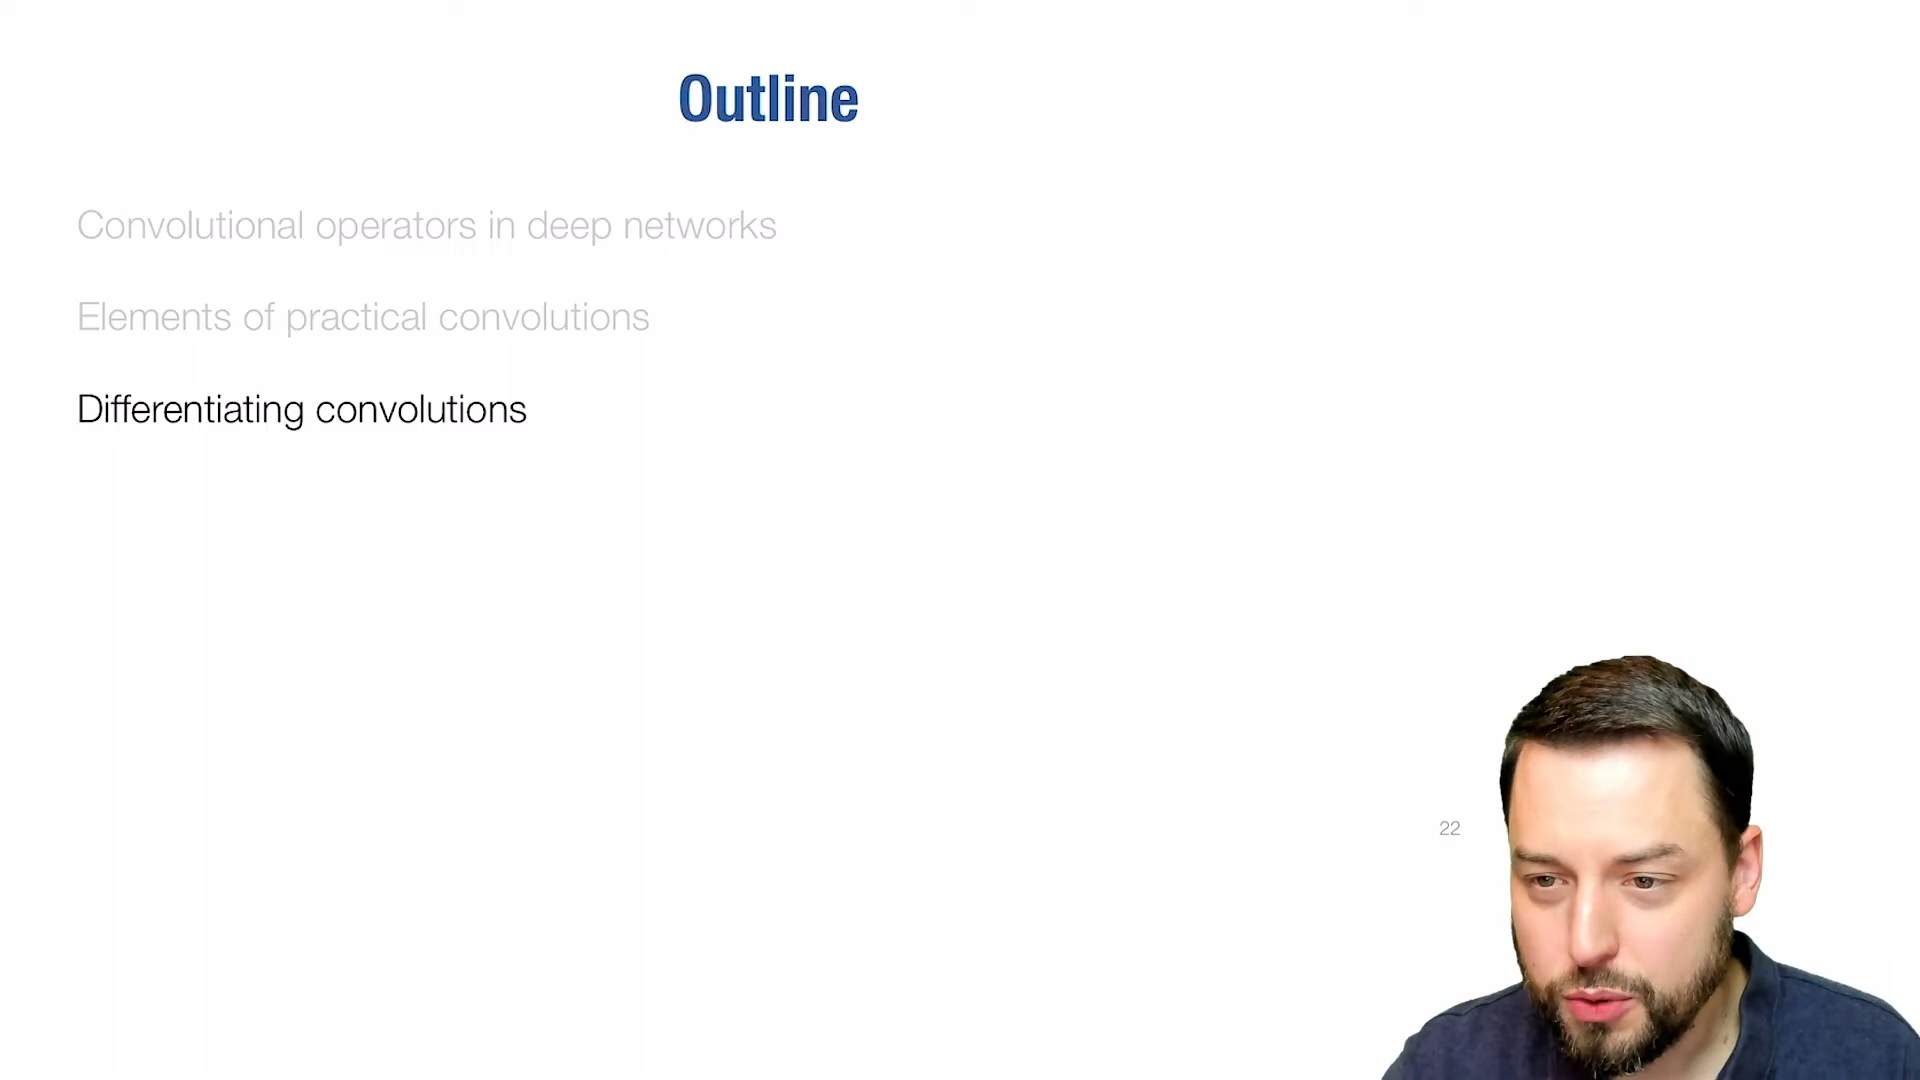 Outline
Convolutional operators in deep networks
Elements of practical convolutions
Differentiating convolutions
22